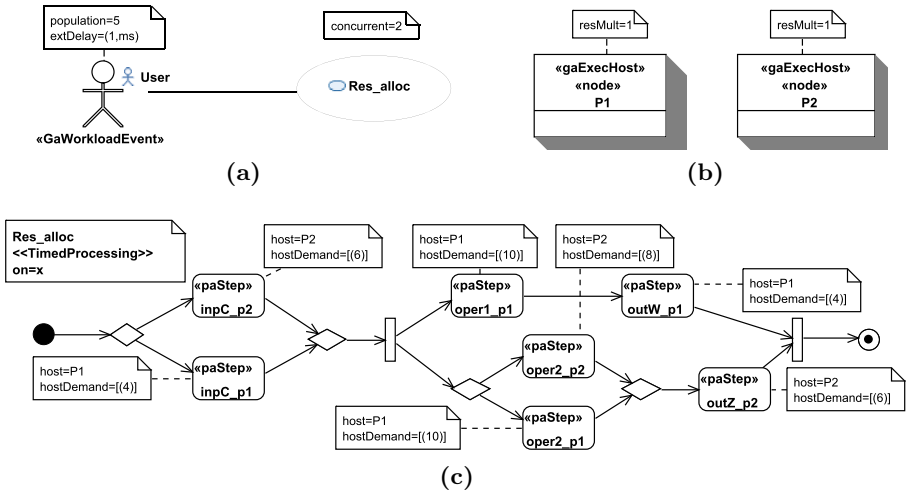 population=5
extDelay=(1,ms)
User
«GaWorkloadEvent»
concurrent=2
Res_alloc
(a)
resMult=1
«gaExecHost»
«node»
P1
resMult=1
«gaExecHost»
«node»
P2
(b)
Res_alloc
<<TimedProcessing>>
on=x
host=P2
hostDemand=[(6)]
«paStep»
inpC_p2
host=P1
hostDemand=[(4)]
«paStep»
inpC_p1
host=P1
hostDemand=[(10)]
«paStep»
oper1_p1
host=P2
hostDemand=[(8)]
«paStep»
oper2_p2
host=P1
hostDemand=[(10)]
«paStep»
oper2_p1
«paStep»
outW_p1
host=P1
hostDemand=[(4)]
«paStep»
outZ_p2
host=P2
hostDemand=[(6)]
(c)